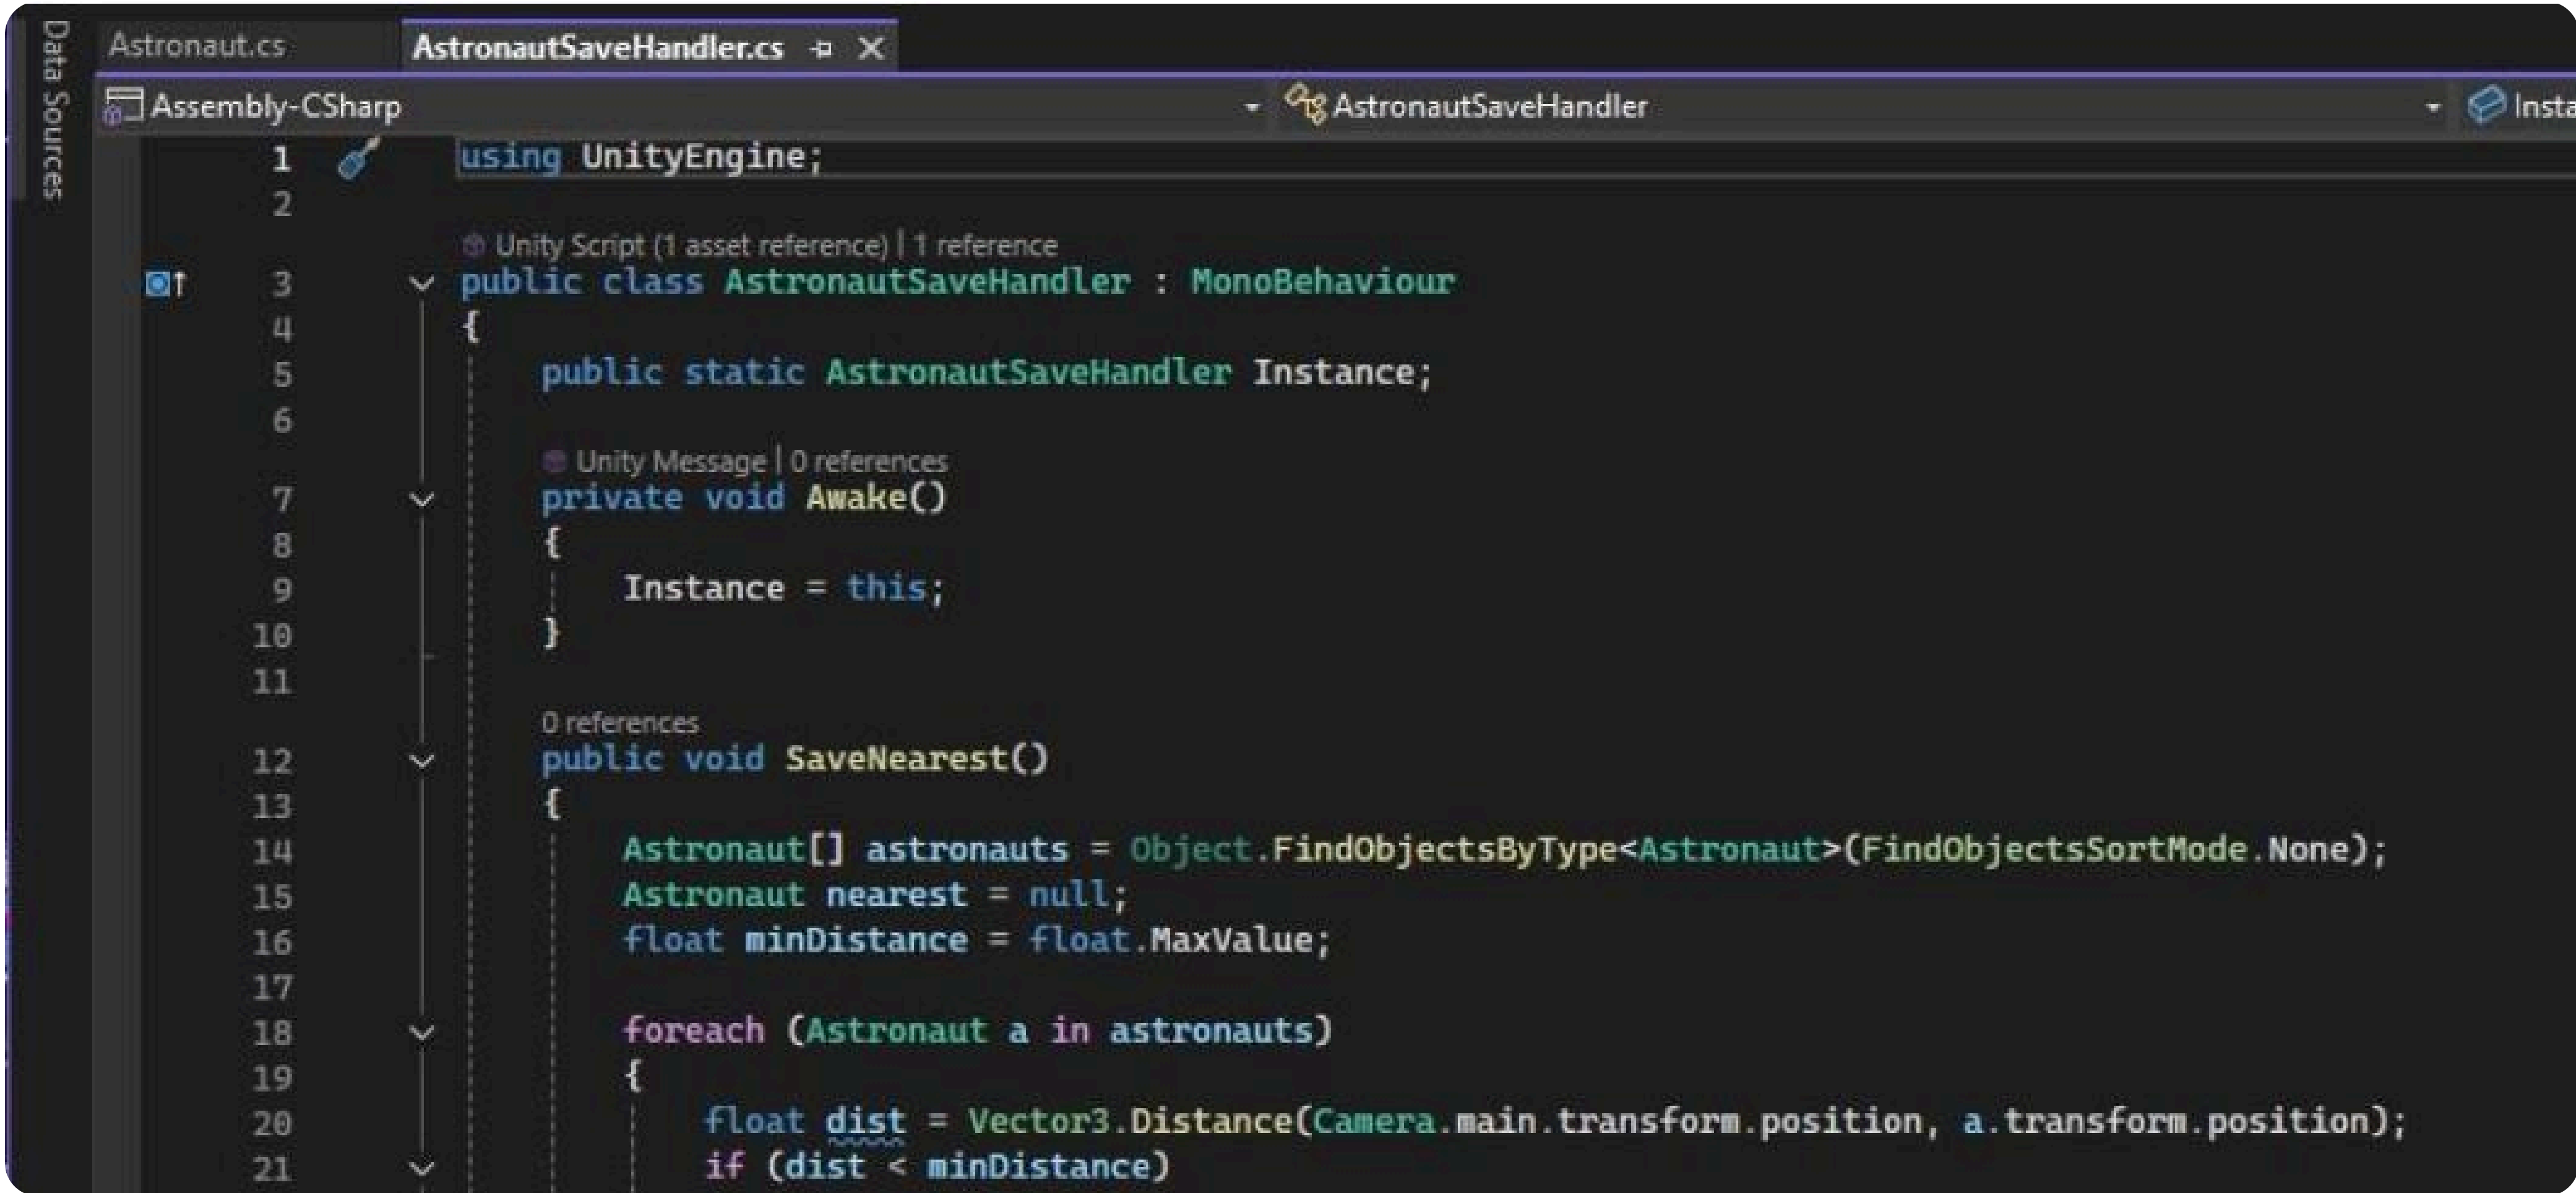 Data Sources
Astronaut.cs
AstronautSaveHandler.cs
Assembly-CSharp
AstronautSaveHandler
Insta
1 using UnityEngine;
2
Unity Script (1 asset reference) | 1 reference
3 public class AstronautSaveHandler : MonoBehaviour
4 {
5 public static AstronautSaveHandler Instance;
6
Unity Message | 0 references
7 private void Awake()
8 {
9 Instance = this;
10 }
11
0 references
12 public void SaveNearest()
13 {
14 Astronaut[] astronauts = Object.FindObjectsByType<Astronaut>(FindObjectsSortMode.None);
15 Astronaut nearest = null;
16 float minDistance = float.MaxValue;
17
18 foreach (Astronaut a in astronauts)
19 {
20 float dist = Vector3.Distance(Camera.main.transform.position, a.transform.position);
21 if (dist < minDistance)